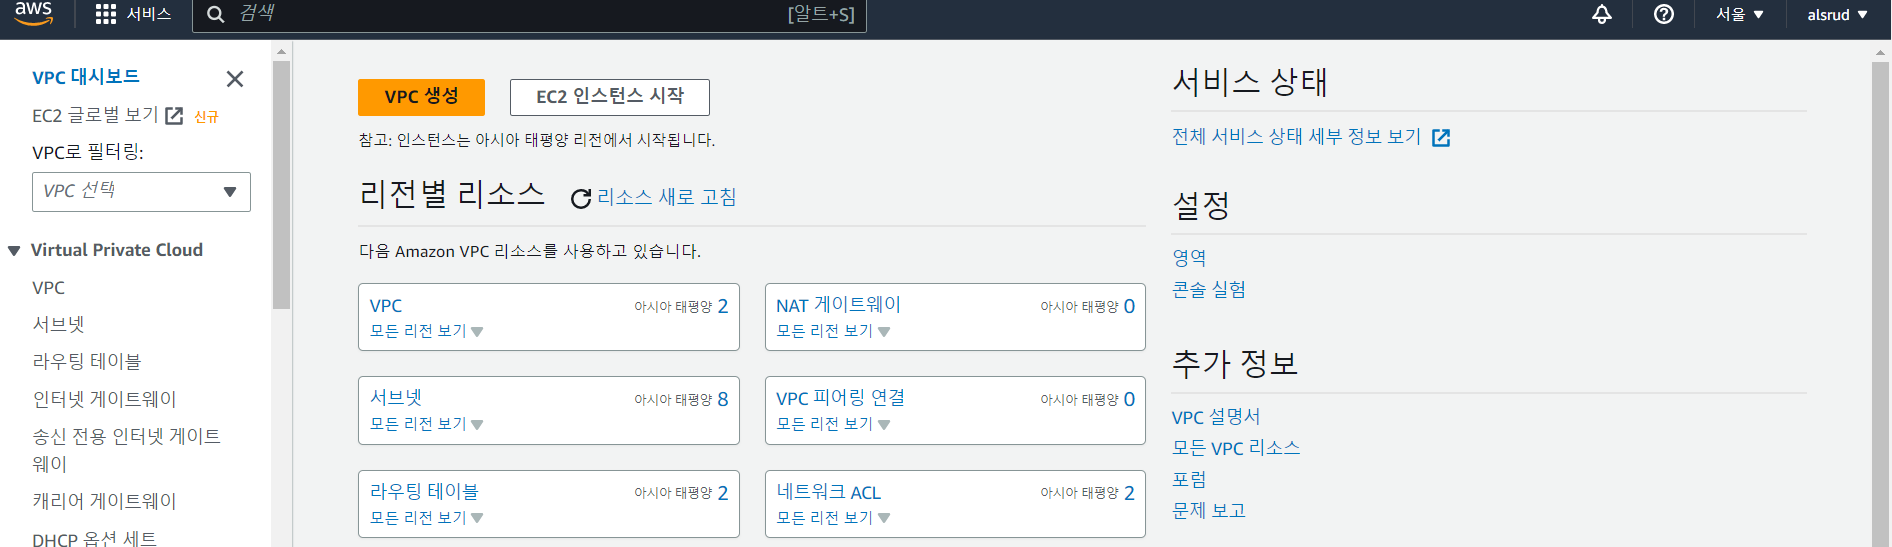 aws
서비스
검색
[알트+S]
서울 ▼
alsrud ▼
VPC 대시보드
EC2 글로벌 보기 신규
VPC로 필터링:
VPC 선택
Virtual Private Cloud
VPC
서브넷
라우팅 테이블
인터넷 게이트웨이
송신 전용 인터넷 게이트
웨이
캐리어 게이트웨이
DHCP 옵션 세트
VPC 생성
EC2 인스턴스 시작
참고: 인스턴스는 아시아 태평양 리전에서 시작됩니다.
리전별 리소스
리소스 새로 고침
다음 Amazon VPC 리소스를 사용하고 있습니다.
VPC 아시아 태평양 2
모든 리전 보기 ▼
NAT 게이트웨이 아시아 태평양 0
모든 리전 보기 ▼
서브넷 아시아 태평양 8
모든 리전 보기 ▼
VPC 피어링 연결 아시아 태평양 0
모든 리전 보기 ▼
라우팅 테이블 아시아 태평양 2
모든 리전 보기 ▼
네트워크 ACL 아시아 태평양 2
모든 리전 보기 ▼
서비스 상태
전체 서비스 상태 세부 정보 보기
설정
영역
콘솔 실험
추가 정보
VPC 설명서
모든 VPC 리소스
포럼
문제 보고